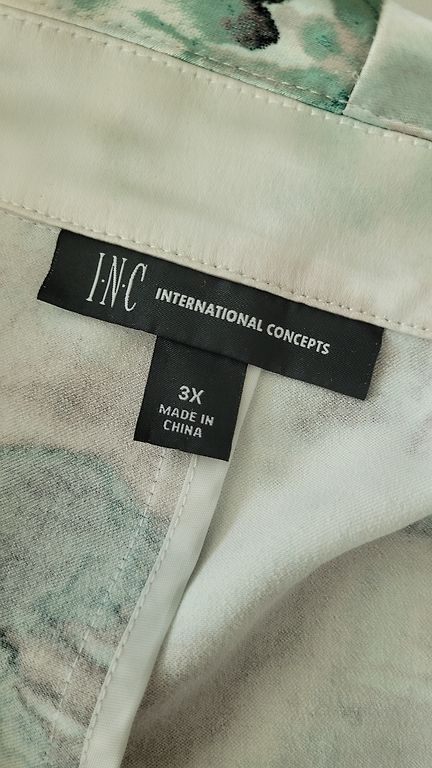 I·N·C INTERNATIONAL CONCEPTS
3X
MADE IN
CHINA